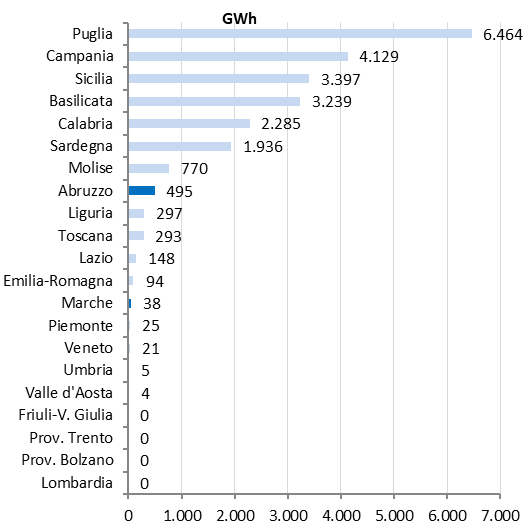 GWh
Puglia 6.464
Campania 4.129
Sicilia 3.397
Basilicata 3.239
Calabria 2.285
Sardegna 1.936
Molise 770
Abruzzo 495
Liguria 297
Toscana 293
Lazio 148
Emilia-Romagna 94
Marche 38
Piemonte 25
Veneto 21
Umbria 5
Valle d'Aosta 4
Friuli-V. Giulia 0
Prov. Trento 0
Prov. Bolzano 0
Lombardia 0
0 1.000 2.000 3.000 4.000 5.000 6.000 7.000